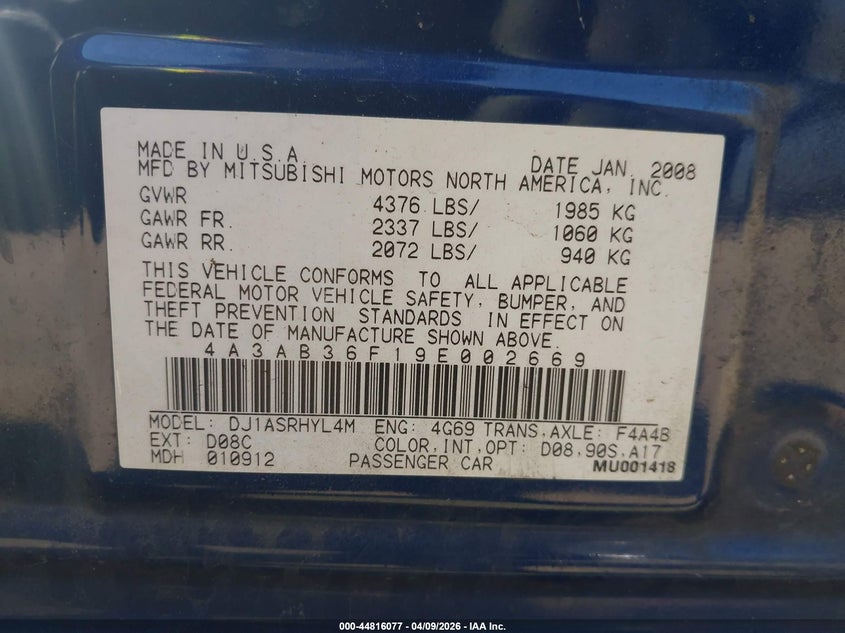 MADE IN U.S.A DATE JAN. 2008
MFD BY MITSUBISHI MOTORS NORTH AMERICA, INC.
GVWR 4376 LBS/ 1985 KG
GAWR FR. 2337 LBS/ 1060 KG
GAWR RR. 2072 LBS/ 940 KG
THIS VEHICLE CONFORMS TO ALL APPLICABLE
FEDERAL MOTOR VEHICLE SAFETY, BUMPER, AND
THEFT PREVENTION STANDARDS IN EFFECT ON
THE DATE OF MANUFACTURE SHOWN ABOVE.
4A3AB36F19E002669
MODEL: DJ1ASRHYL4M ENG: 4G69 TRANS,AXLE: F4A4B
EXT: D08C COLOR,INT,OPT: D08,90S,A17
MDH 010912 PASSENGER CAR MU001418
000-44816077 - 04/09/2026 - IAA Inc.